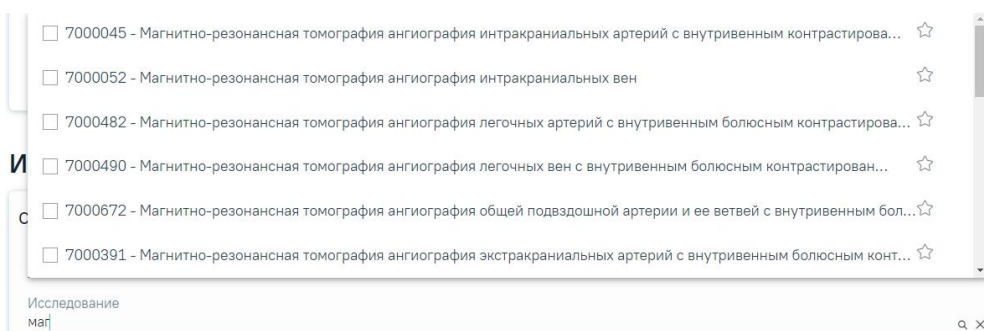 7000045 - Магнитно-резонансная томография ангиография интракраниальных артерий с внутривенным контрастирова...
7000052 - Магнитно-резонансная томография ангиография интракраниальных вен
7000482 - Магнитно-резонансная томография ангиография легочных артерий с внутривенным болюсным контрастирова...
7000490 - Магнитно-резонансная томография ангиография легочных вен с внутривенным болюсным контрастирован...
И
7000672 - Магнитно-резонансная томография ангиография общей подвздошной артерии и ее ветвей с внутривенным бол...
7000391 - Магнитно-резонансная томография ангиография экстракраниальных артерий с внутривенным болюсным конт...
Исследование
маг